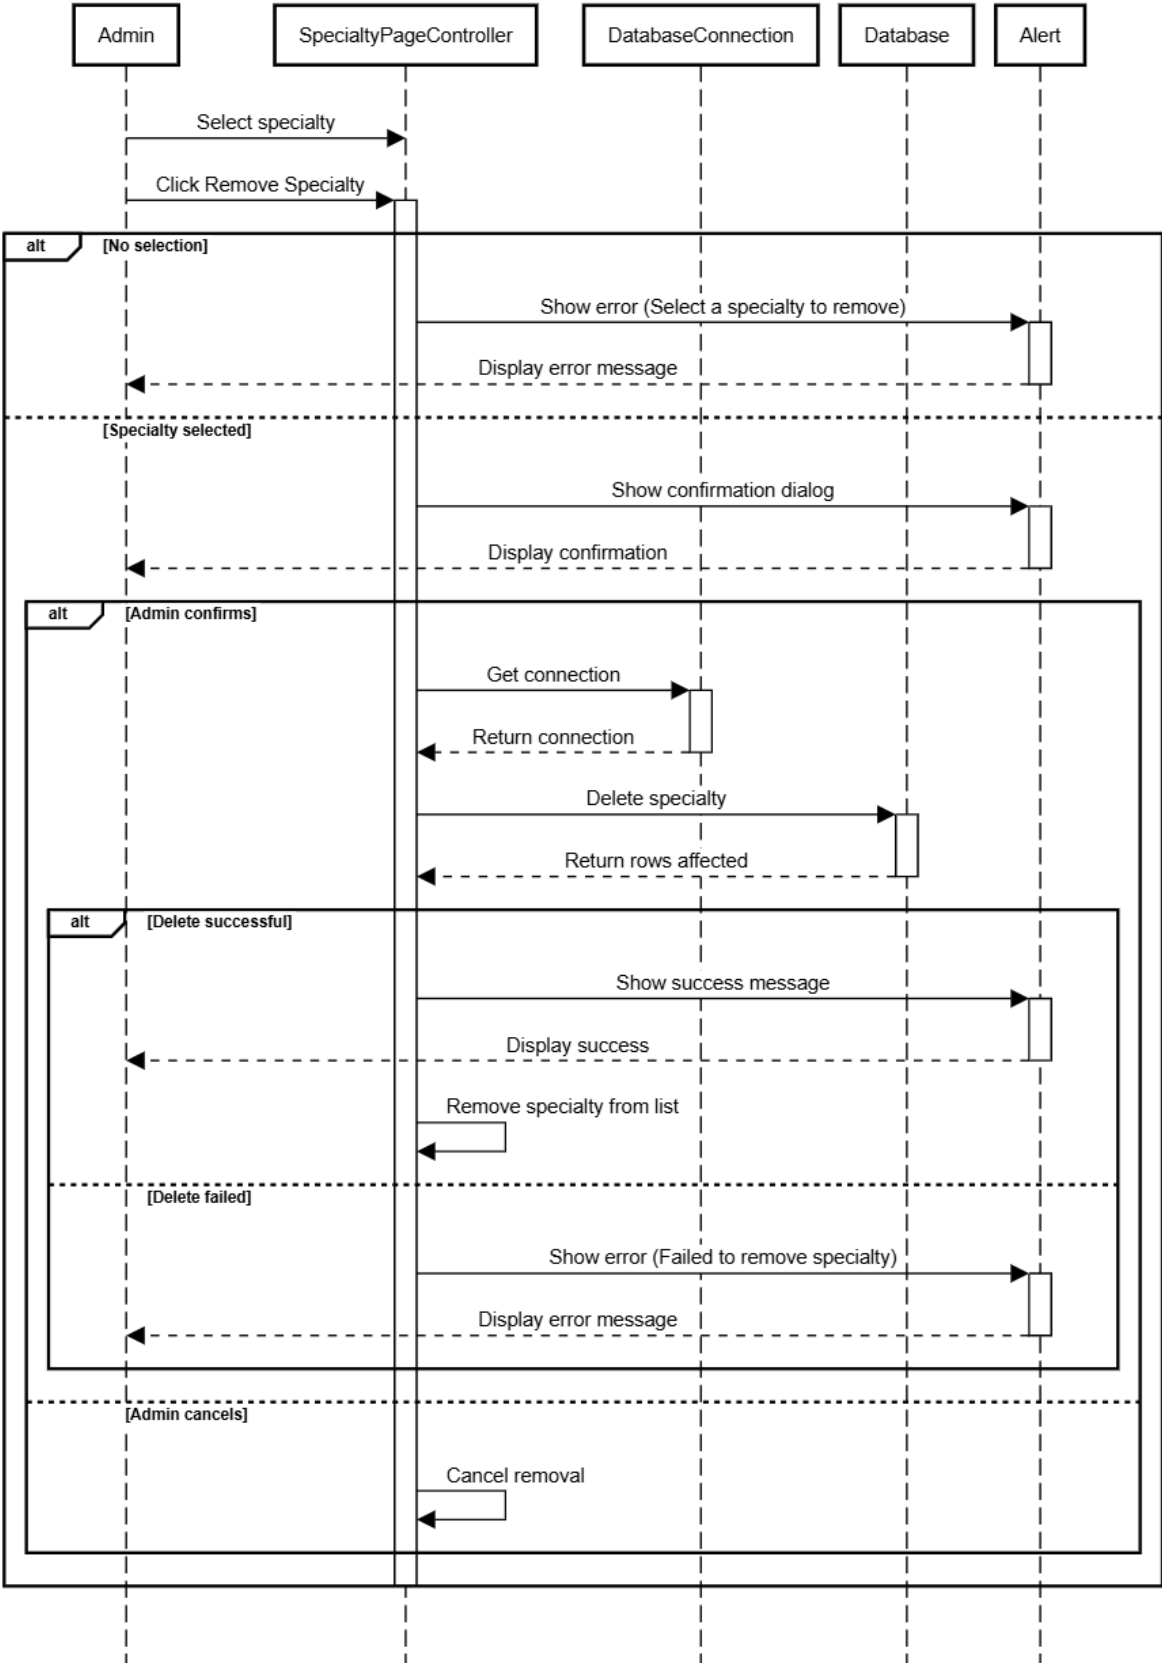 Admin
SpecialtyPageController
DatabaseConnection
Database
Alert
Select specialty
Click Remove Specialty
alt
[No selection]
Show error (Select a specialty to remove)
Display error message
[Specialty selected]
Show confirmation dialog
Display confirmation
alt
[Admin confirms]
Get connection
Return connection
Delete specialty
Return rows affected
alt
[Delete successful]
Show success message
Display success
Remove specialty from list
[Delete failed]
Show error (Failed to remove specialty)
Display error message
[Admin cancels]
Cancel removal